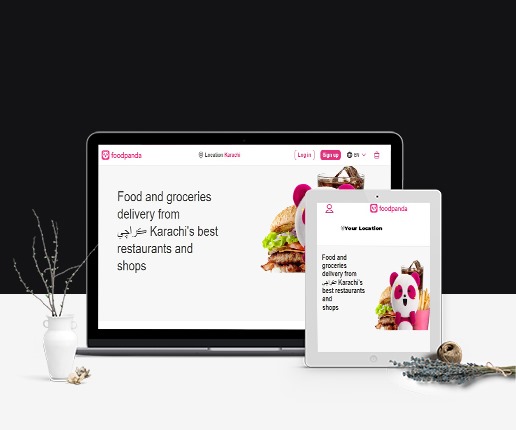 foodpanda
Location Karachi
Log in
Sign up
EN
Food and groceries
delivery from
کراچی Karachi's best
restaurants and
shops
foodpanda
Your Location
Food and
groceries
delivery from
کراچی Karachi's
best restaurants
and
shops